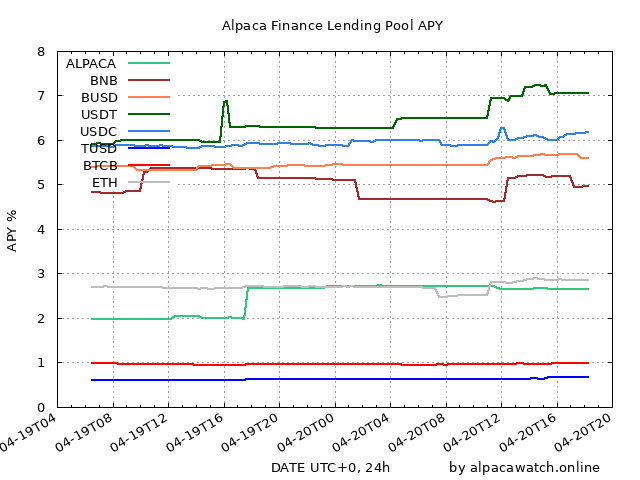 Alpaca Finance Lending Pool APY
8
7
6
5
4
3
2
1
0
APY %
ALPACA
BNB
BUSD
USDT
USDC
TUSD
BTCB
ETH
04-19T04
04-19T08
04-19T12
04-19T16
04-19T20
04-20T00
04-20T04
04-20T08
04-20T12
04-20T16
04-20T20
DATE UTC+0, 24h
by alpacawatch.online